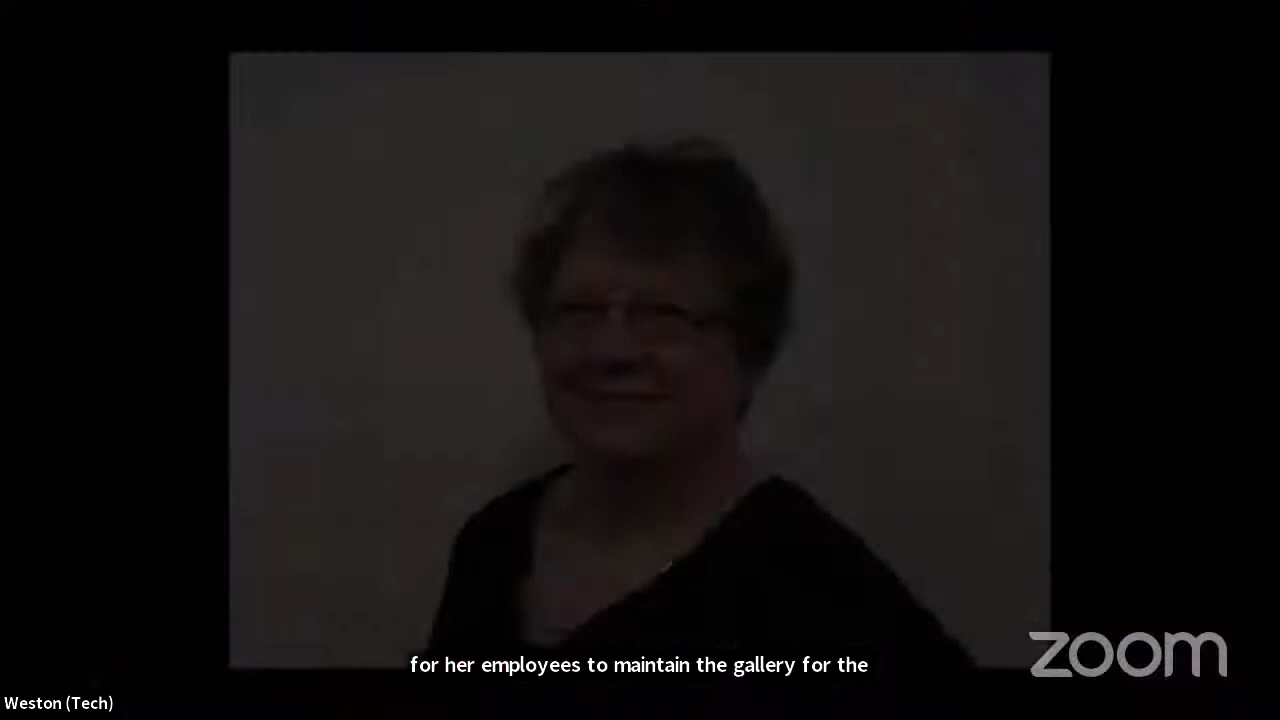 for her employees to maintain the gallery for the
zoom
Weston (Tech)